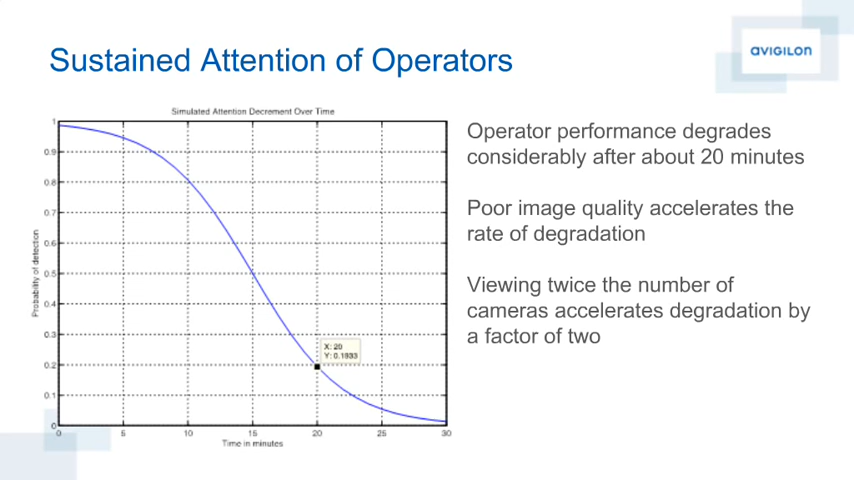 Sustained Attention of Operators
avigilon
Simulated Attention Decrement Over Time
Operator performance degrades
considerably after about 20 minutes
Poor image quality accelerates the
rate of degradation
Viewing twice the number of
cameras accelerates degradation by
a factor of two
Probability of detection
1
0.9
0.8
0.7
0.6
0.5
0.4
0.3
0.2
0.1
0
X: 20
Y: 0.1933
0 5 10 15 20 25 30
Time in minutes